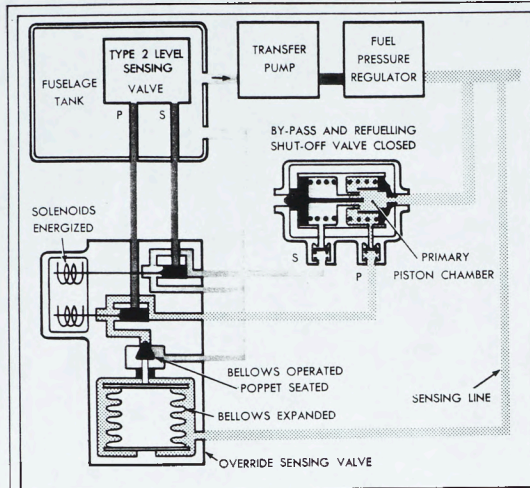 TYPE 2 LEVEL
SENSING
VALVE
FUSELAGE
TANK
P
S
TRANSFER
PUMP
FUEL
PRESSURE
REGULATOR
BY-PASS AND REFUELLING
SHUT-OFF VALVE CLOSED
SOLENOIDS
ENERGIZED
S
P
PRIMARY
PISTON CHAMBER
BELLOWS OPERATED
POPPET SEATED
BELLOWS EXPANDED
SENSING LINE
OVERRIDE SENSING VALVE